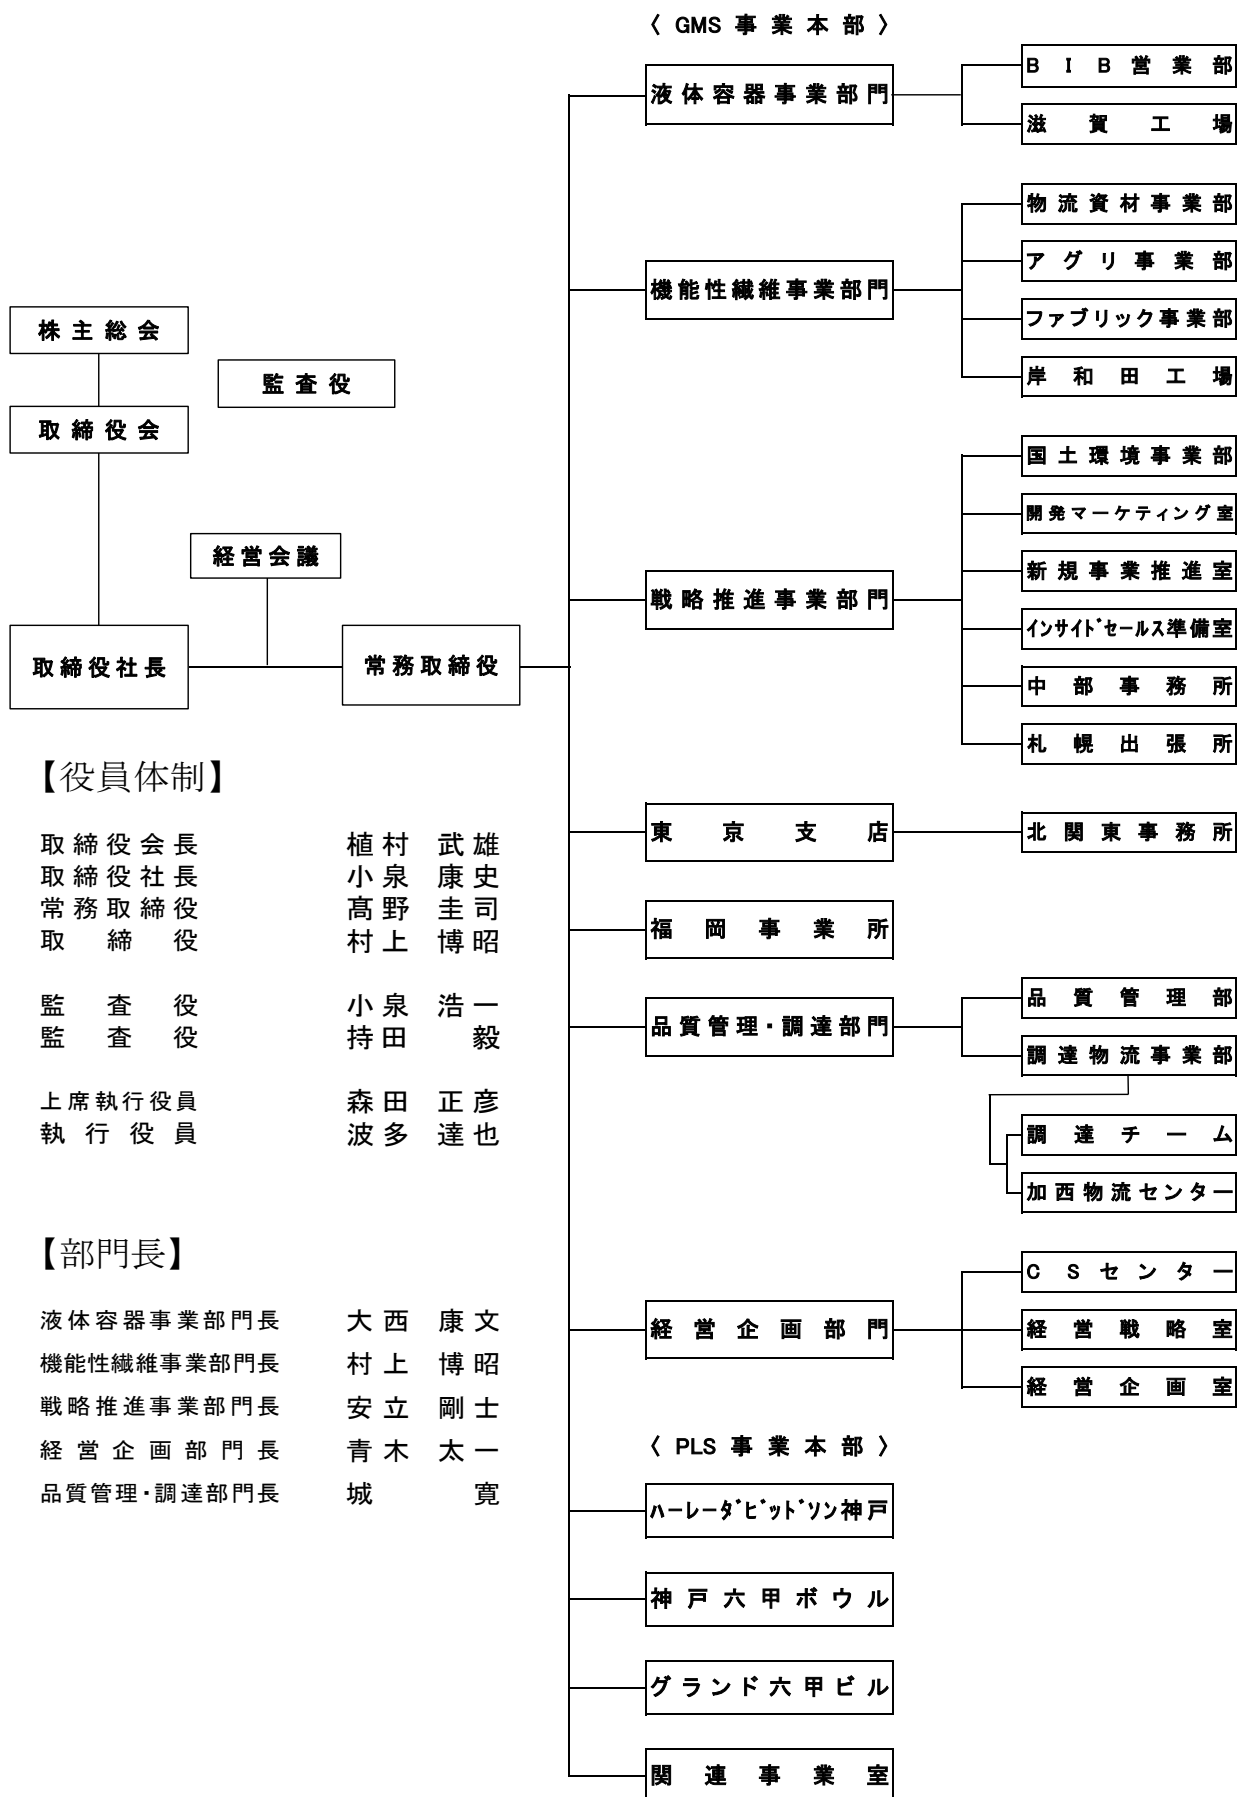 〈 GMS 事 業 本 部 〉
液体容器事業部門
BIB営業部
滋賀工場
機能性繊維事業部門
物流資材事業部
アグリ事業部
ファブリック事業部
岸和田工場
株主総会
監査役
取締役会
経営会議
取締役社長
常務取締役
戦略推進事業部門
国土環境事業部
開発マーケティング室
新規事業推進室
ｲﾝｻｲﾄﾞｾｰﾙｽ準備室
中部事務所
札幌出張所
東京支店
北関東事務所
福岡事業所
品質管理・調達部門
品質管理部
調達物流事業部
調達チーム
加西物流センター
経営企画部門
CSセンター
経営戦略室
経営企画室
〈 PLS 事 業 本 部 〉
ﾊｰﾚｰﾀﾞﾋﾞｯﾄﾞｿﾝ神戸
神戸六甲ボウル
グランド六甲ビル
関連事業室
【役員体制】
取締役会長 植村 武雄
取締役社長 小泉 康史
常務取締役 髙野 圭司
取締役 村上 博昭
監査役 小泉 浩一
監査役 持田 毅
上席執行役員 森田 正彦
執行役員 波多 達也
【部門長】
液体容器事業部門長 大西 康文
機能性繊維事業部門長 村上 博昭
戦略推進事業部門長 安立 剛士
経営企画部門長 青木 太一
品質管理・調達部門長 城 寛